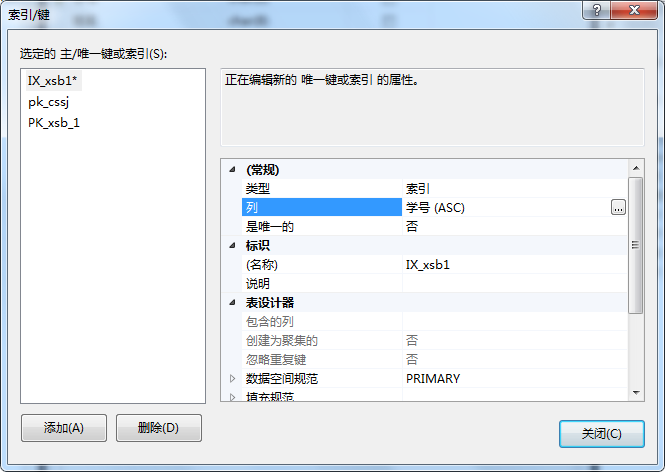 索引/键
选定的 主/唯一键或索引(S):
IX_xsb1*
pk_cssj
PK_xsb_1
正在编辑新的 唯一键或索引 的属性。
(常规)
类型 索引
列 学号 (ASC) ...
是唯一的 否
标识
(名称) IX_xsb1
说明
表设计器
包含的列
创建为聚集的 否
忽略重复键 否
数据空间规范 PRIMARY
填充规范
添加(A) 删除(D)
关闭(C)